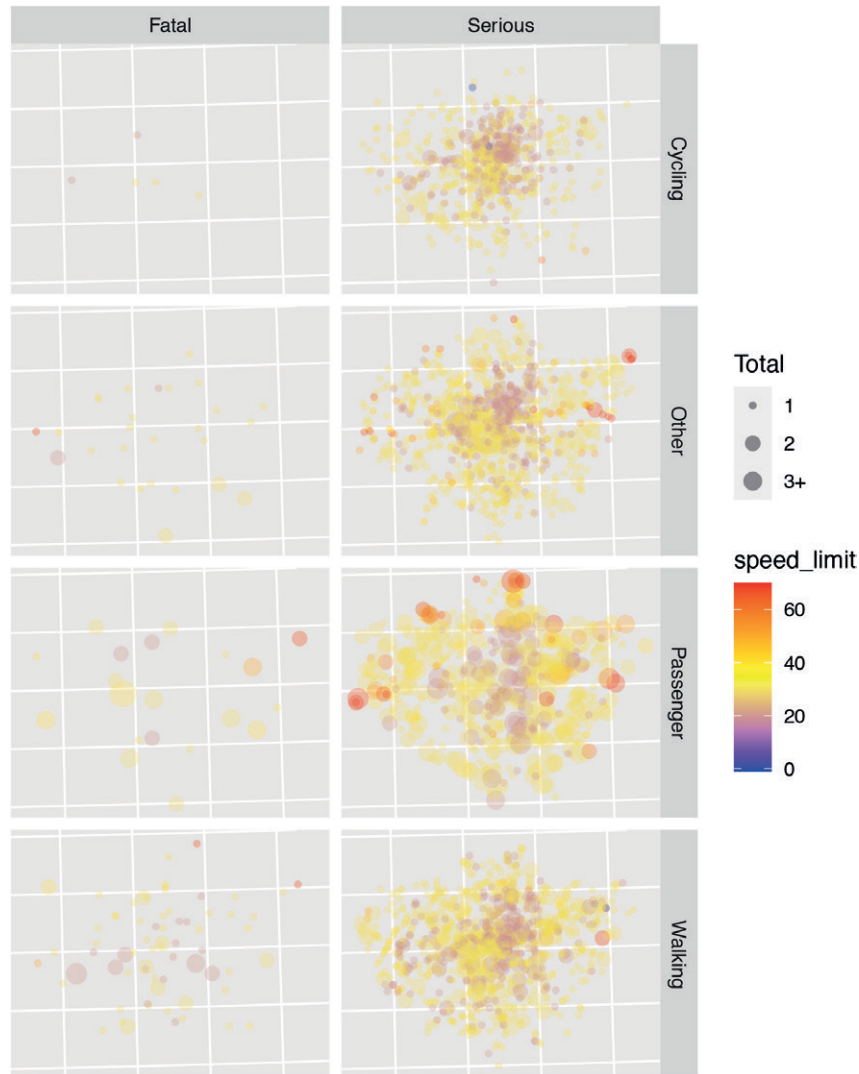 Fatal
Serious
Cycling
Other
Passenger
Walking
Total
1
2
3+
speed_limit
60
40
20
0